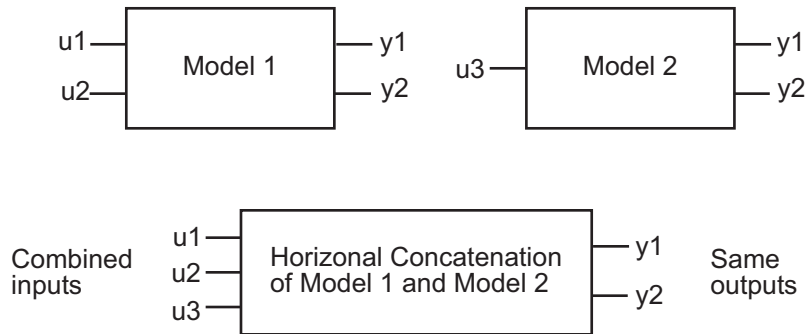 u1
u2
Model 1
y1
y2
u3
Model 2
y1
y2
Combined
inputs
u1
u2
u3
Horizonal Concatenation
of Model 1 and Model 2
y1
y2
Same
outputs